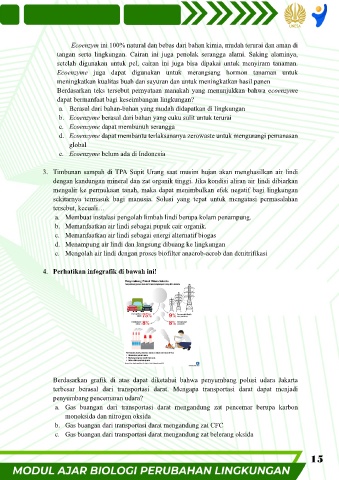 Ecoenzym ini 100% natural dan bebas dari bahan kimia, mudah terurai dan aman di
tangan serta lingkungan. Cairan ini juga penolak serangga alami. Saking alaminya,
setelah digunakan untuk pel, cairan ini juga bisa dipakai untuk menyiram tanaman.
Ecoenzyme juga dapat digunakan untuk merangsang hormon tanaman untuk
meningkatkan kualitas buah dan sayuran dan untuk meningkatkan hasil panen
Berdasarkan teks tersebut pernyataan manakah yang menunjukkan bahwa ecoenzyme
dapat bermanfaat bagi keseimbangan lingkungan?
a. Berasal dari bahan-bahan yang mudah didapatkan di lingkungan
b. Ecoenzyme berasal dari bahan yang cuku sulit untuk terurai
c. Ecoenzyme dapat membunuh serangga
d. Ecoenzyme dapat membantu terlaksananya zerowaste untuk mengurangi pemanasan
global
e. Ecoenzyme belum ada di Indonesia
3. Timbunan sampah di TPA Supit Urang saat musim hujan akan menghasilkan air lindi
dengan kandungan mineral dan zat organik tinggi. Jika kondisi aliran air lindi dibiarkan
mengalir ke permukaan tanah, maka dapat menimbulkan efek negatif bagi lingkungan
sekitarnya termasuk bagi manusia. Solusi yang tepat untuk mengatasi permasalahan
tersebut, kecuali…
a. Membuat instalasi pengolah limbah lindi berupa kolam penampung.
b. Memanfaatkan air lindi sebagai pupuk cair organik.
c. Memanfaatkan air lindi sebagai energi alternatif biogas
d. Menampung air lindi dan langsung dibuang ke lingkungan
e. Mengolah air lindi dengan proses biofilter anaerob-aerob dan denitrifikasi
4. Perhatikan infografik di bawah ini!
Berdasarkan grafik di atas dapat diketahui bahwa penyumbang polusi udara Jakarta
terbesar berasal dari transportasi darat. Mengapa transportasi darat dapat menjadi
penyumbang pencemaran udara?
a. Gas buangan dari transportasi darat mengandung zat pencemar berupa karbon
monoksida dan nitrogen oksida
b. Gas buangan dari transportasi darat mengandung zat CFC
c. Gas buangan dari transportasi darat mengandung zat belerang oksida
15
MODUL AJAR BIOLOGI PERUBAHAN LINGKUNGAN